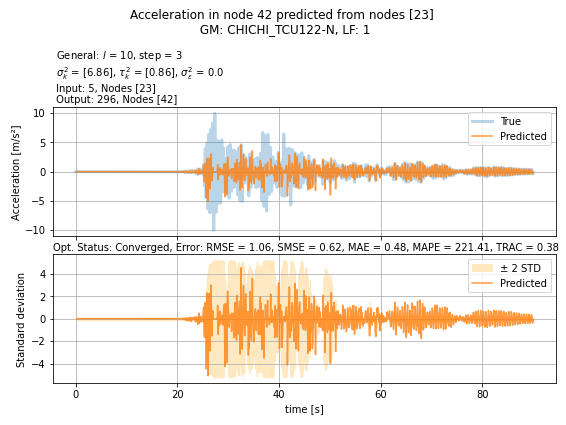 Acceleration in node 42 predicted from nodes [23]
GM: CHICHI_TCU122-N, LF: 1
General: l = 10, step = 3
σ²ₖ = [6.86], τ²ₖ = [0.86], σ²ε = 0.0
Input: 5, Nodes [23]
Output: 296, Nodes [42]
Acceleration [m/s²]
10
5
0
−5
−10
True
Predicted
Opt. Status: Converged, Error: RMSE = 1.06, SMSE = 0.62, MAE = 0.48, MAPE = 221.41, TRAC = 0.38
Standard deviation
4
2
0
−2
−4
± 2 STD
Predicted
0 20 40 60 80
time [s]